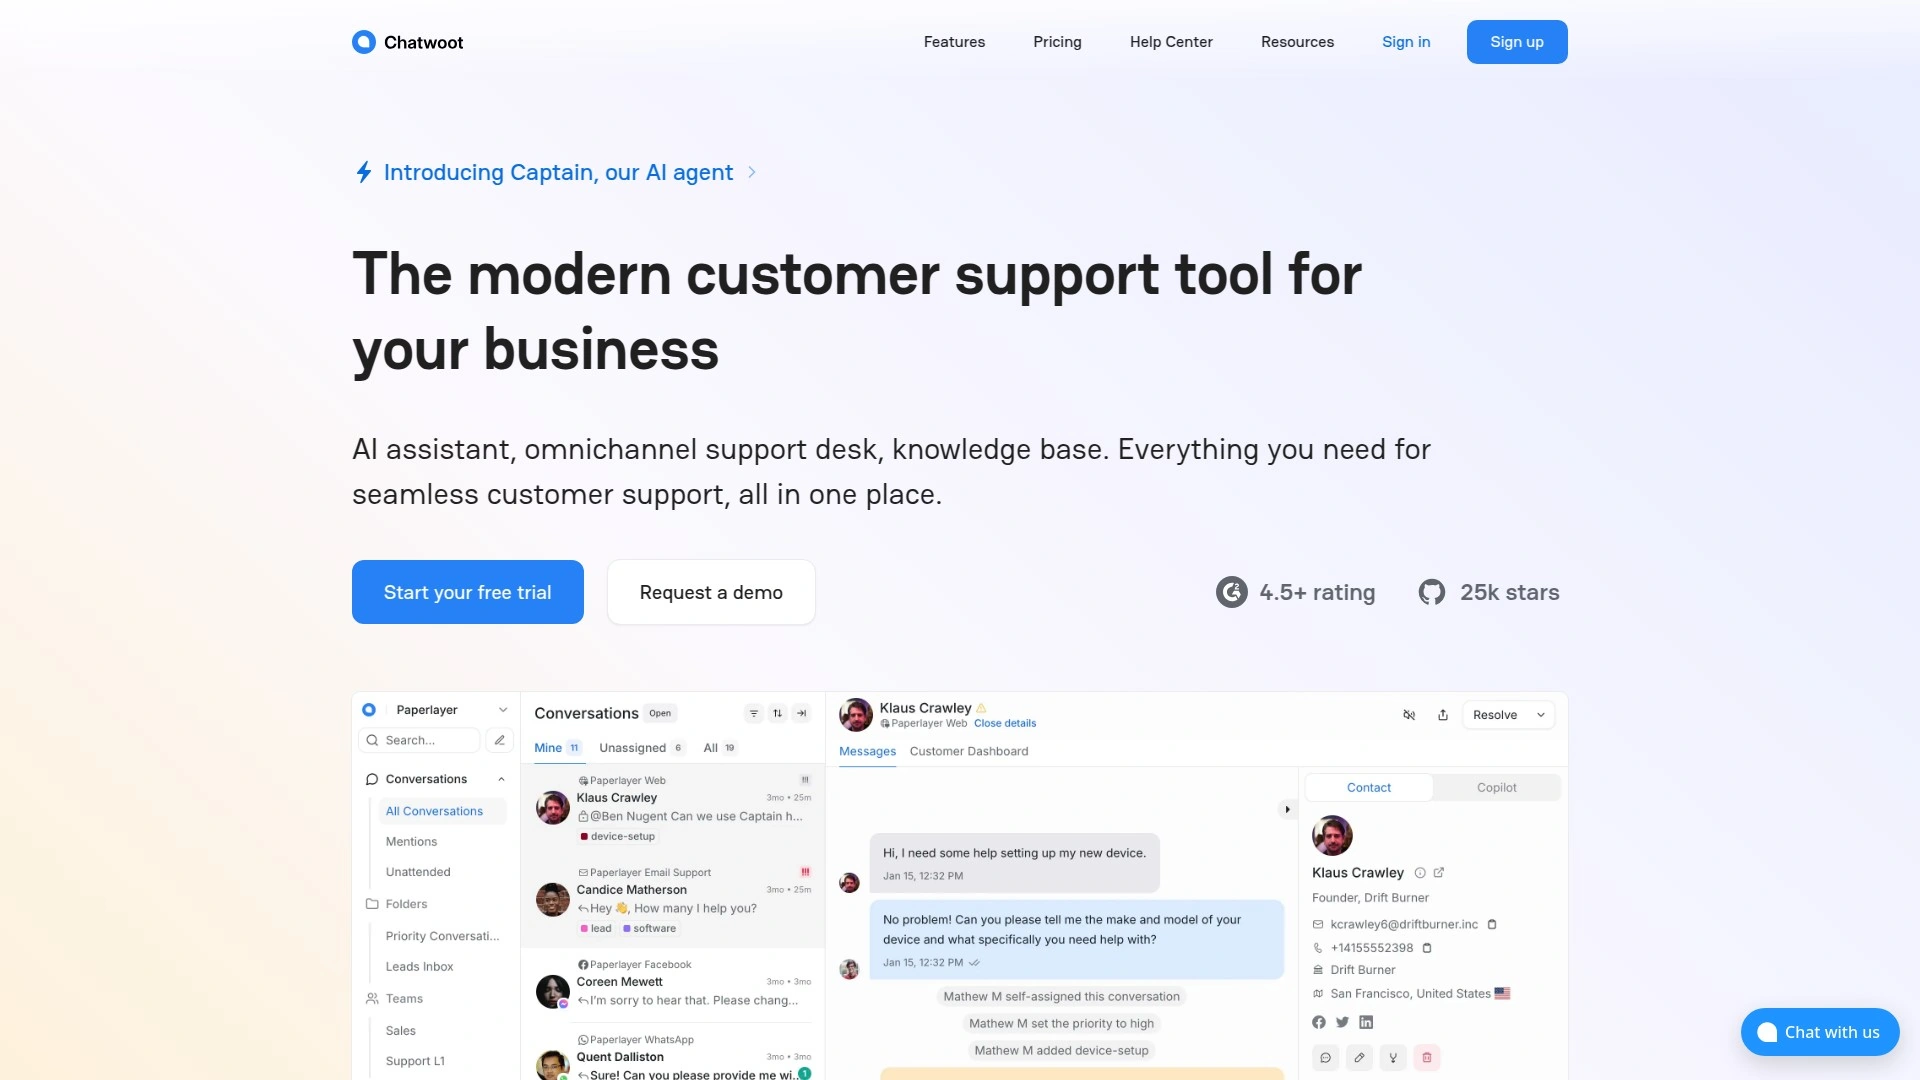 Chatwoot
Features
Pricing
Help Center
Resources
Sign in
Sign up
Introducing Captain, our AI agent
The modern customer support tool for
your business
AI assistant, omnichannel support desk, knowledge base. Everything you need for
seamless customer support, all in one place.
Start your free trial
Request a demo
4.5+ rating
25k stars
Paperlayer
Search...
Conversations
All Conversations
Mentions
Unattended
Folders
Priority Conversati...
Leads Inbox
Teams
Sales
Support L1
Conversations Open
Mine 11
Unassigned 6
All 19
Paperlayer Web
Klaus Crawley
3mo • 25m
@Ben Nugent Can we use Captain h...
device-setup
Paperlayer Email Support
Candice Matherson
3mo • 25m
Hey 👋, How many I help you?
lead
software
Paperlayer Facebook
Coreen Mewett
3mo • 3mo
I'm sorry to hear that. Please chang...
Paperlayer WhatsApp
Quent Dalliston
3mo • 3mo
Sure! Can you please provide me wi...
1
Klaus Crawley
Paperlayer Web Close details
Resolve
Messages
Customer Dashboard
Hi, I need some help setting up my new device.
Jan 15, 12:32 PM
No problem! Can you please tell me the make and model of your
device and what specifically you need help with?
Jan 15, 12:32 PM
Mathew M self-assigned this conversation
Mathew M set the priority to high
Mathew M added device-setup
Contact
Copilot
Klaus Crawley
Founder, Drift Burner
kcrawley6@driftburner.inc
+14155552398
Drift Burner
San Francisco, United States
Chat with us